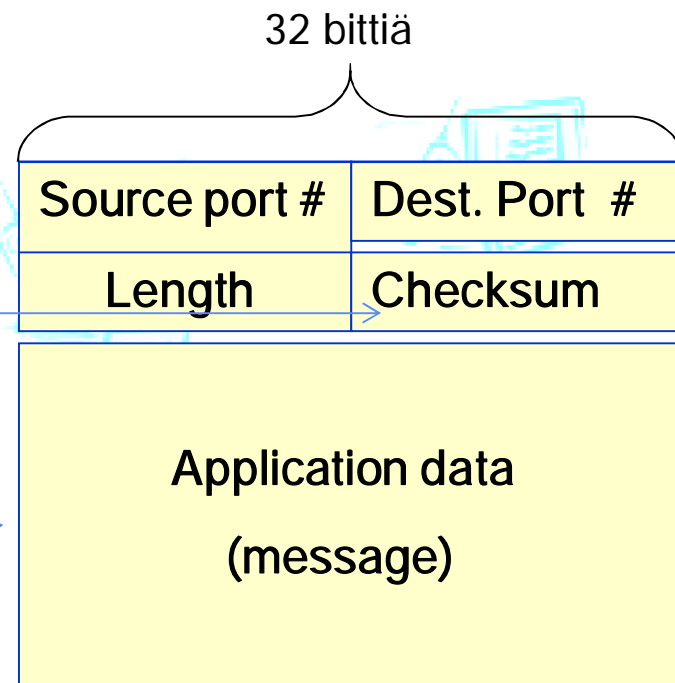 32 bittiä
Source port # Dest. Port #
Length Checksum
Application data
(message)